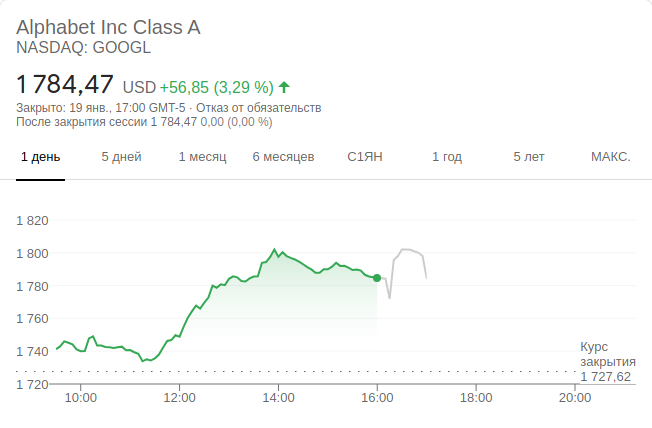 Alphabet Inc Class A
NASDAQ: GOOGL
1 784,47 USD +56,85 (3,29 %)
Закрыто: 19 янв., 17:00 GMT-5 · Отказ от обязательств
После закрытия сессии 1 784,47 0,00 (0,00 %)
1 день 5 дней 1 месяц 6 месяцев С1ЯН 1 год 5 лет МАКС.
1 820
1 800
1 780
1 760
1 740
Курс
закрытия
1 727,62
1 720
10:00 12:00 14:00 16:00 18:00 20:00